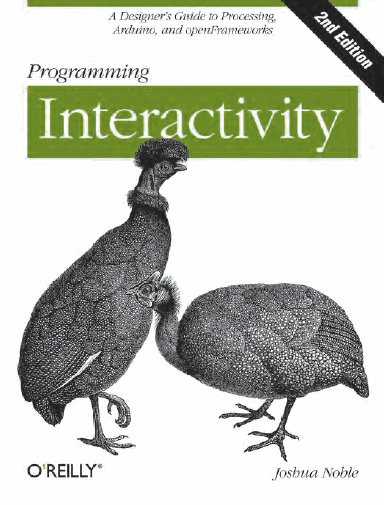 A Designer's Guide to Processing,
Arduino, and openFrameworks
2nd Edition
Programming
Interactivity
O'REILLY®
Joshua Noble